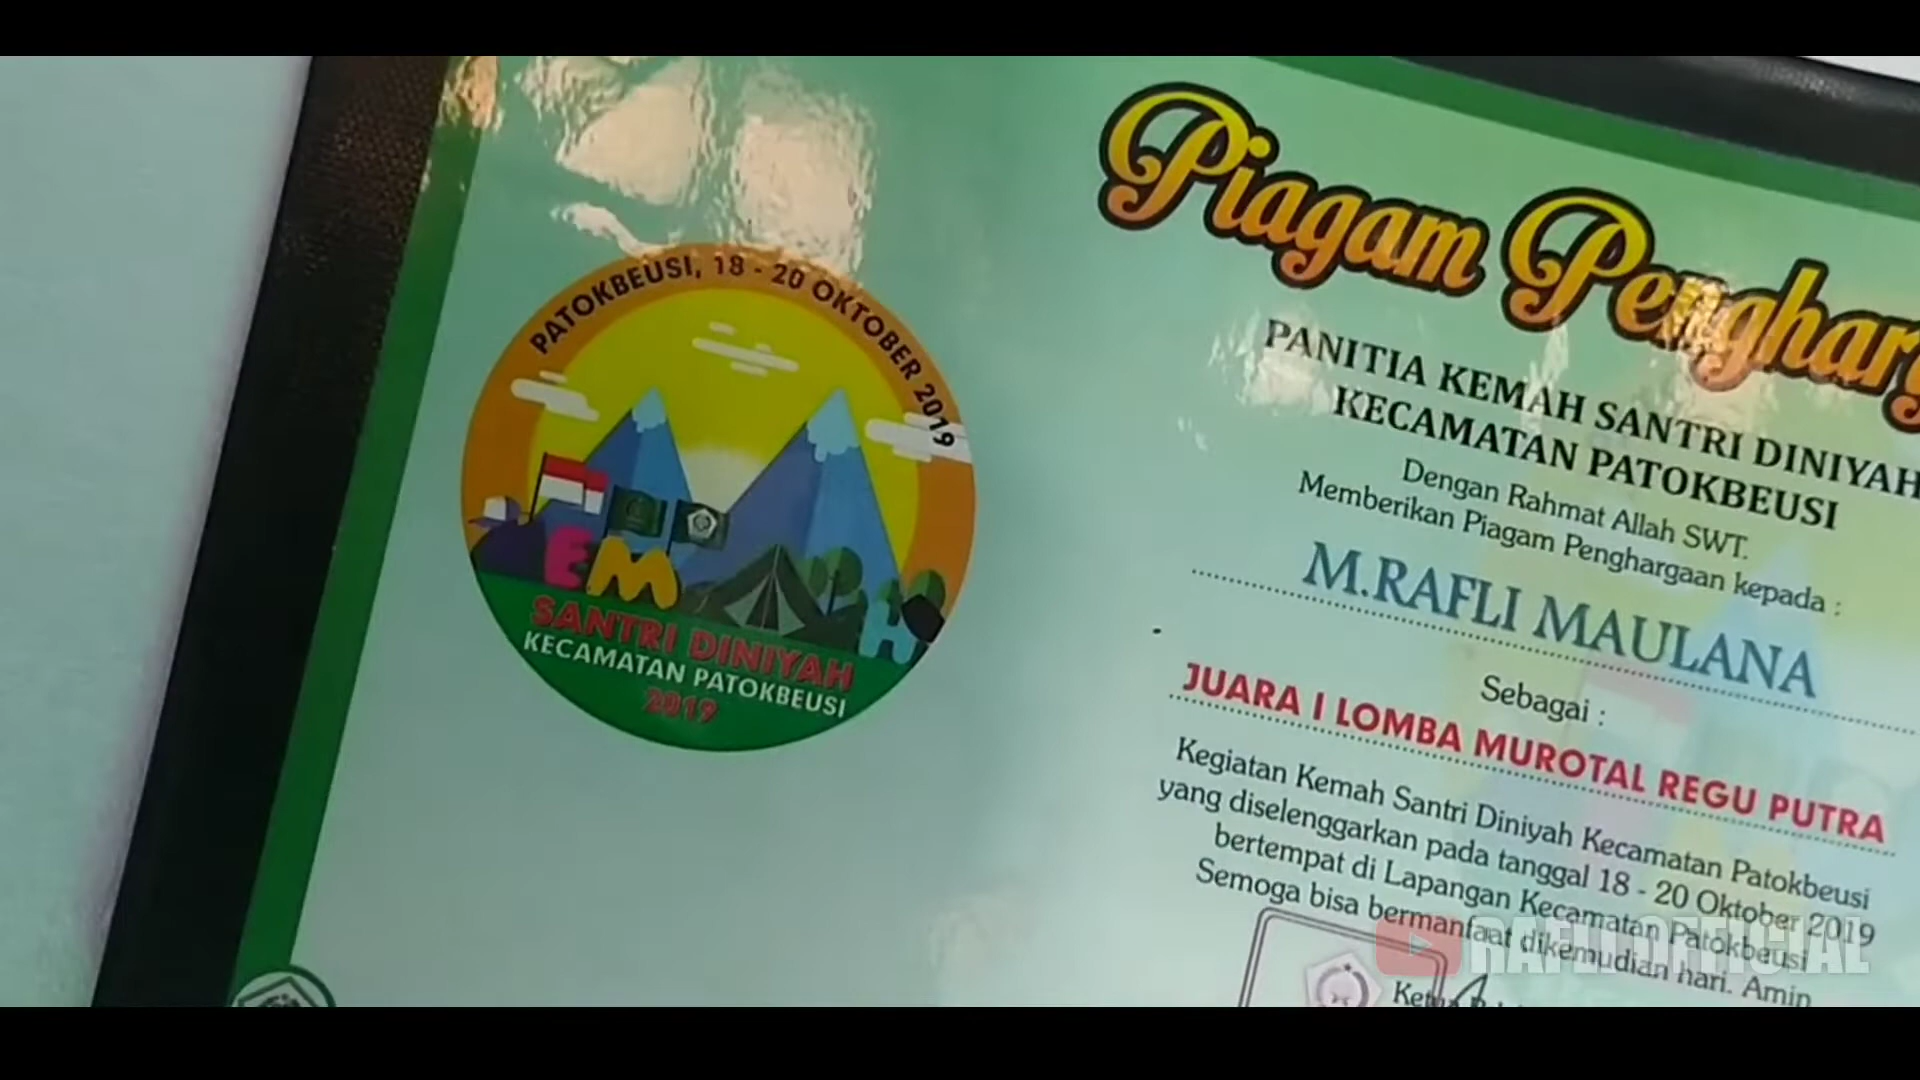 PATOKBEUSI, 18 - 20 OKTOBER 2019
EM
H
SANTRI DINIYAH
KECAMATAN PATOKBEUSI
2019
Piagam
PANITIA KEMAH SANTRI DINIYAH
KECAMATAN PATOKBEUSI
Dengan Rahmat Allah SWT.
Memberikan Piagam Penghargaan kepada :
M.RAFLI MAULANA
Sebagai :
JUARA I LOMBA MUROTAL REGU PUTRA
Kegiatan Kemah Santri Diniyah Kecamatan Patokbeusi
yang diselenggarkan pada tanggal 18 - 20 Oktober 2019
bertempat di Lapangan Kecamatan Patokbeusi
Semoga bisa bermanfaat dikemudian hari. Amin
RAFLI OFFICIAL